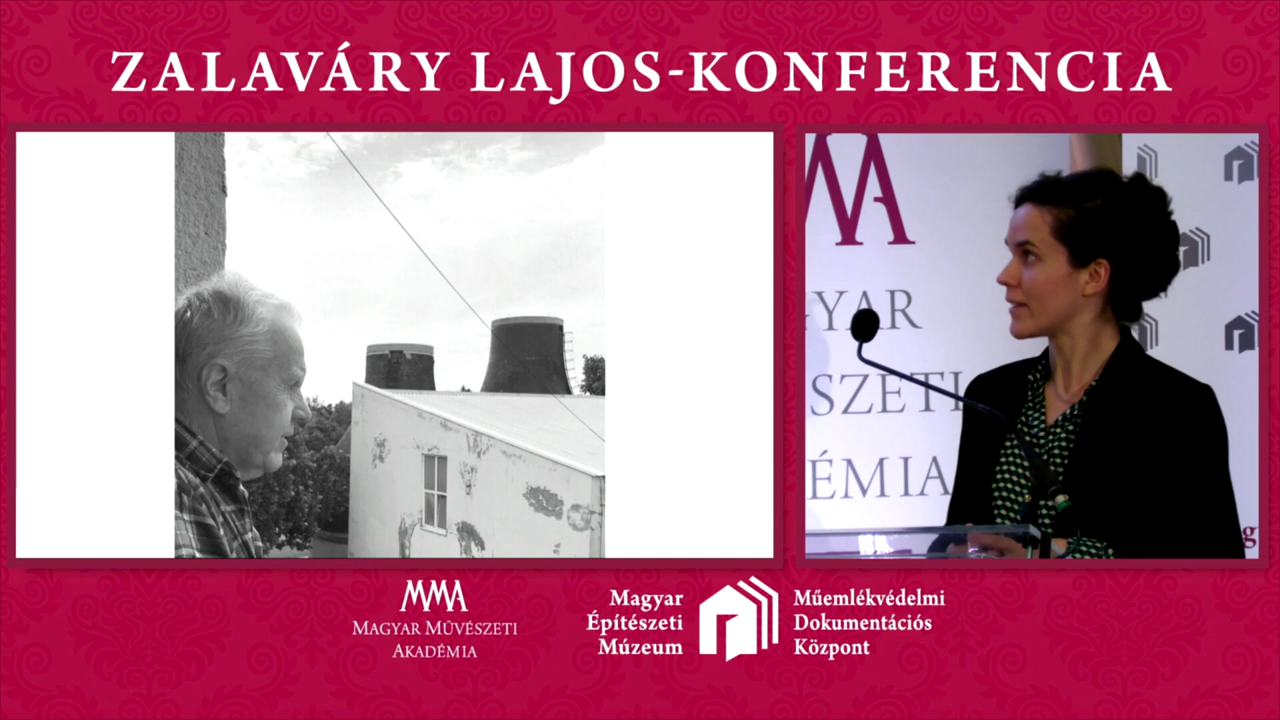 ZALAVÁRY LAJOS-KONFERENCIA
MA
GYAR
SZETI
ÉMIA
g
MMA
MAGYAR MŰVÉSZETI
AKADÉMIA
Magyar
Építészeti
Múzeum
Műemlékvédelmi
Dokumentációs
Központ